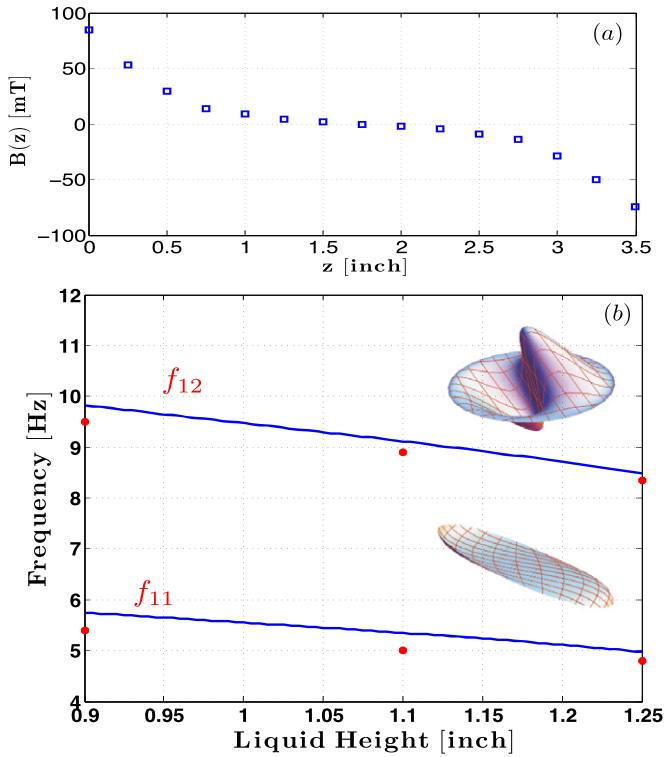 (a)
B(z) [mT]
100
50
0
−50
−100
0 0.5 1 1.5 2 2.5 3 3.5
z [inch]
(b)
Frequency [Hz]
12
11
10
9
8
7
6
5
4
f12
f11
0.9 0.95 1 1.05 1.1 1.15 1.2 1.25
Liquid Height [inch]